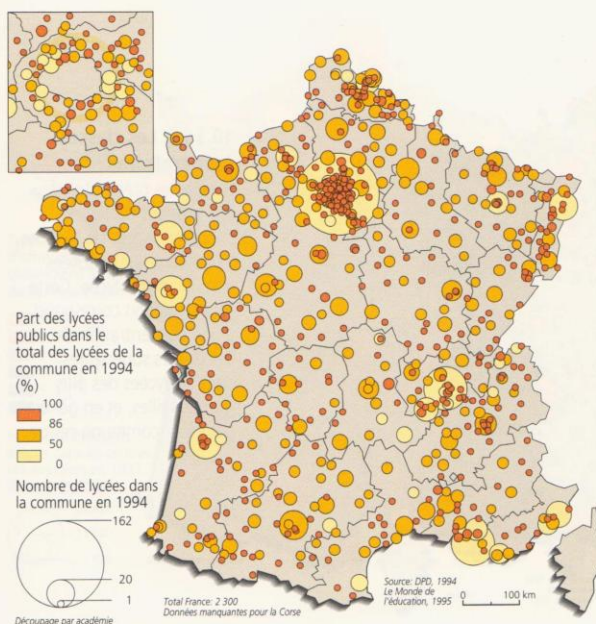 Part des lycées
publics dans le
total des lycées de la
commune en 1994
(%)
100
86
50
0
Nombre de lycées dans
la commune en 1994
162
20
1
Découpage par académie
Total France: 2 300
Données manquantes pour la Corse
Source: DPD, 1994
Le Monde de
l'éducation, 1995
0 100 km